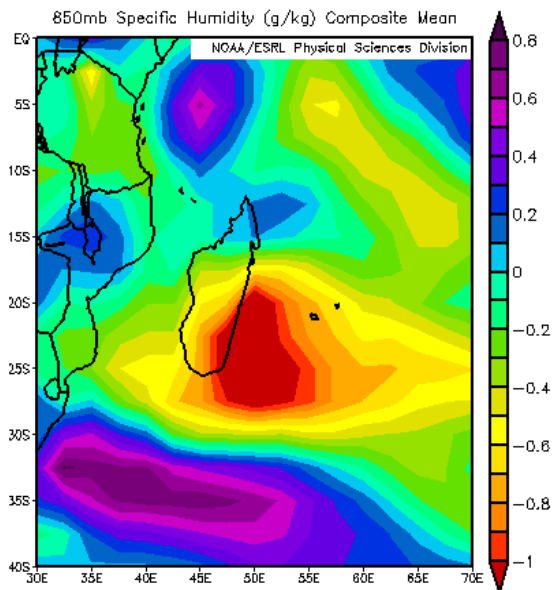 850mb Specific Humidity (g/kg) Composite Mean
NOAA/ESRL Physical Sciences Division
EQ
5S
10S
15S
20S
25S
30S
35S
40S
30E 35E 40E 45E 50E 55E 60E 65E 70E
0.8
0.6
0.4
0.2
0
−0.2
−0.4
−0.6
−0.8
−1